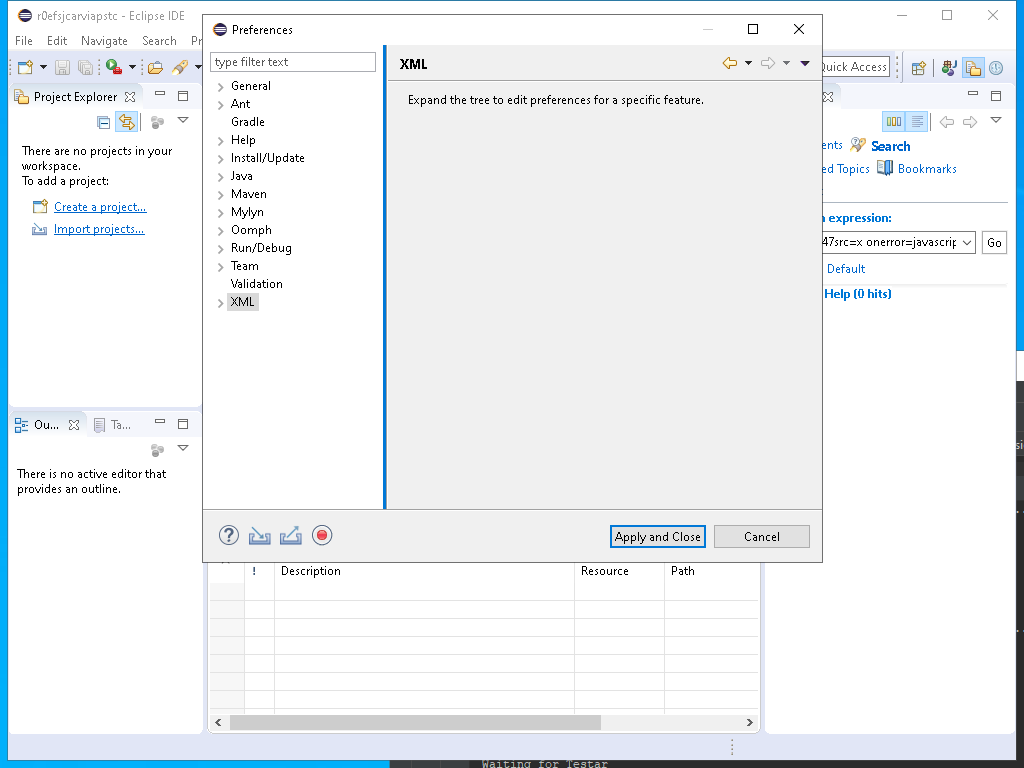 r0efsjcarviapstc - Eclipse IDE
File Edit Navigate Search Pr
Quick Access
Project Explorer
There are no projects in your
workspace.
To add a project:
Create a project...
Import projects...
Ou...
Ta...
There is no active editor that
provides an outline.
Preferences
type filter text
General
Ant
Gradle
Help
Install/Update
Java
Maven
Mylyn
Oomph
Run/Debug
Team
Validation
XML
XML
Expand the tree to edit preferences for a specific feature.
?
Apply and Close
Cancel
ents Search
ed Topics Bookmarks
expression:
47src=x onerror=javascrip
Go
Default
Help (0 hits)
! Description Resource Path
Waiting for Testar